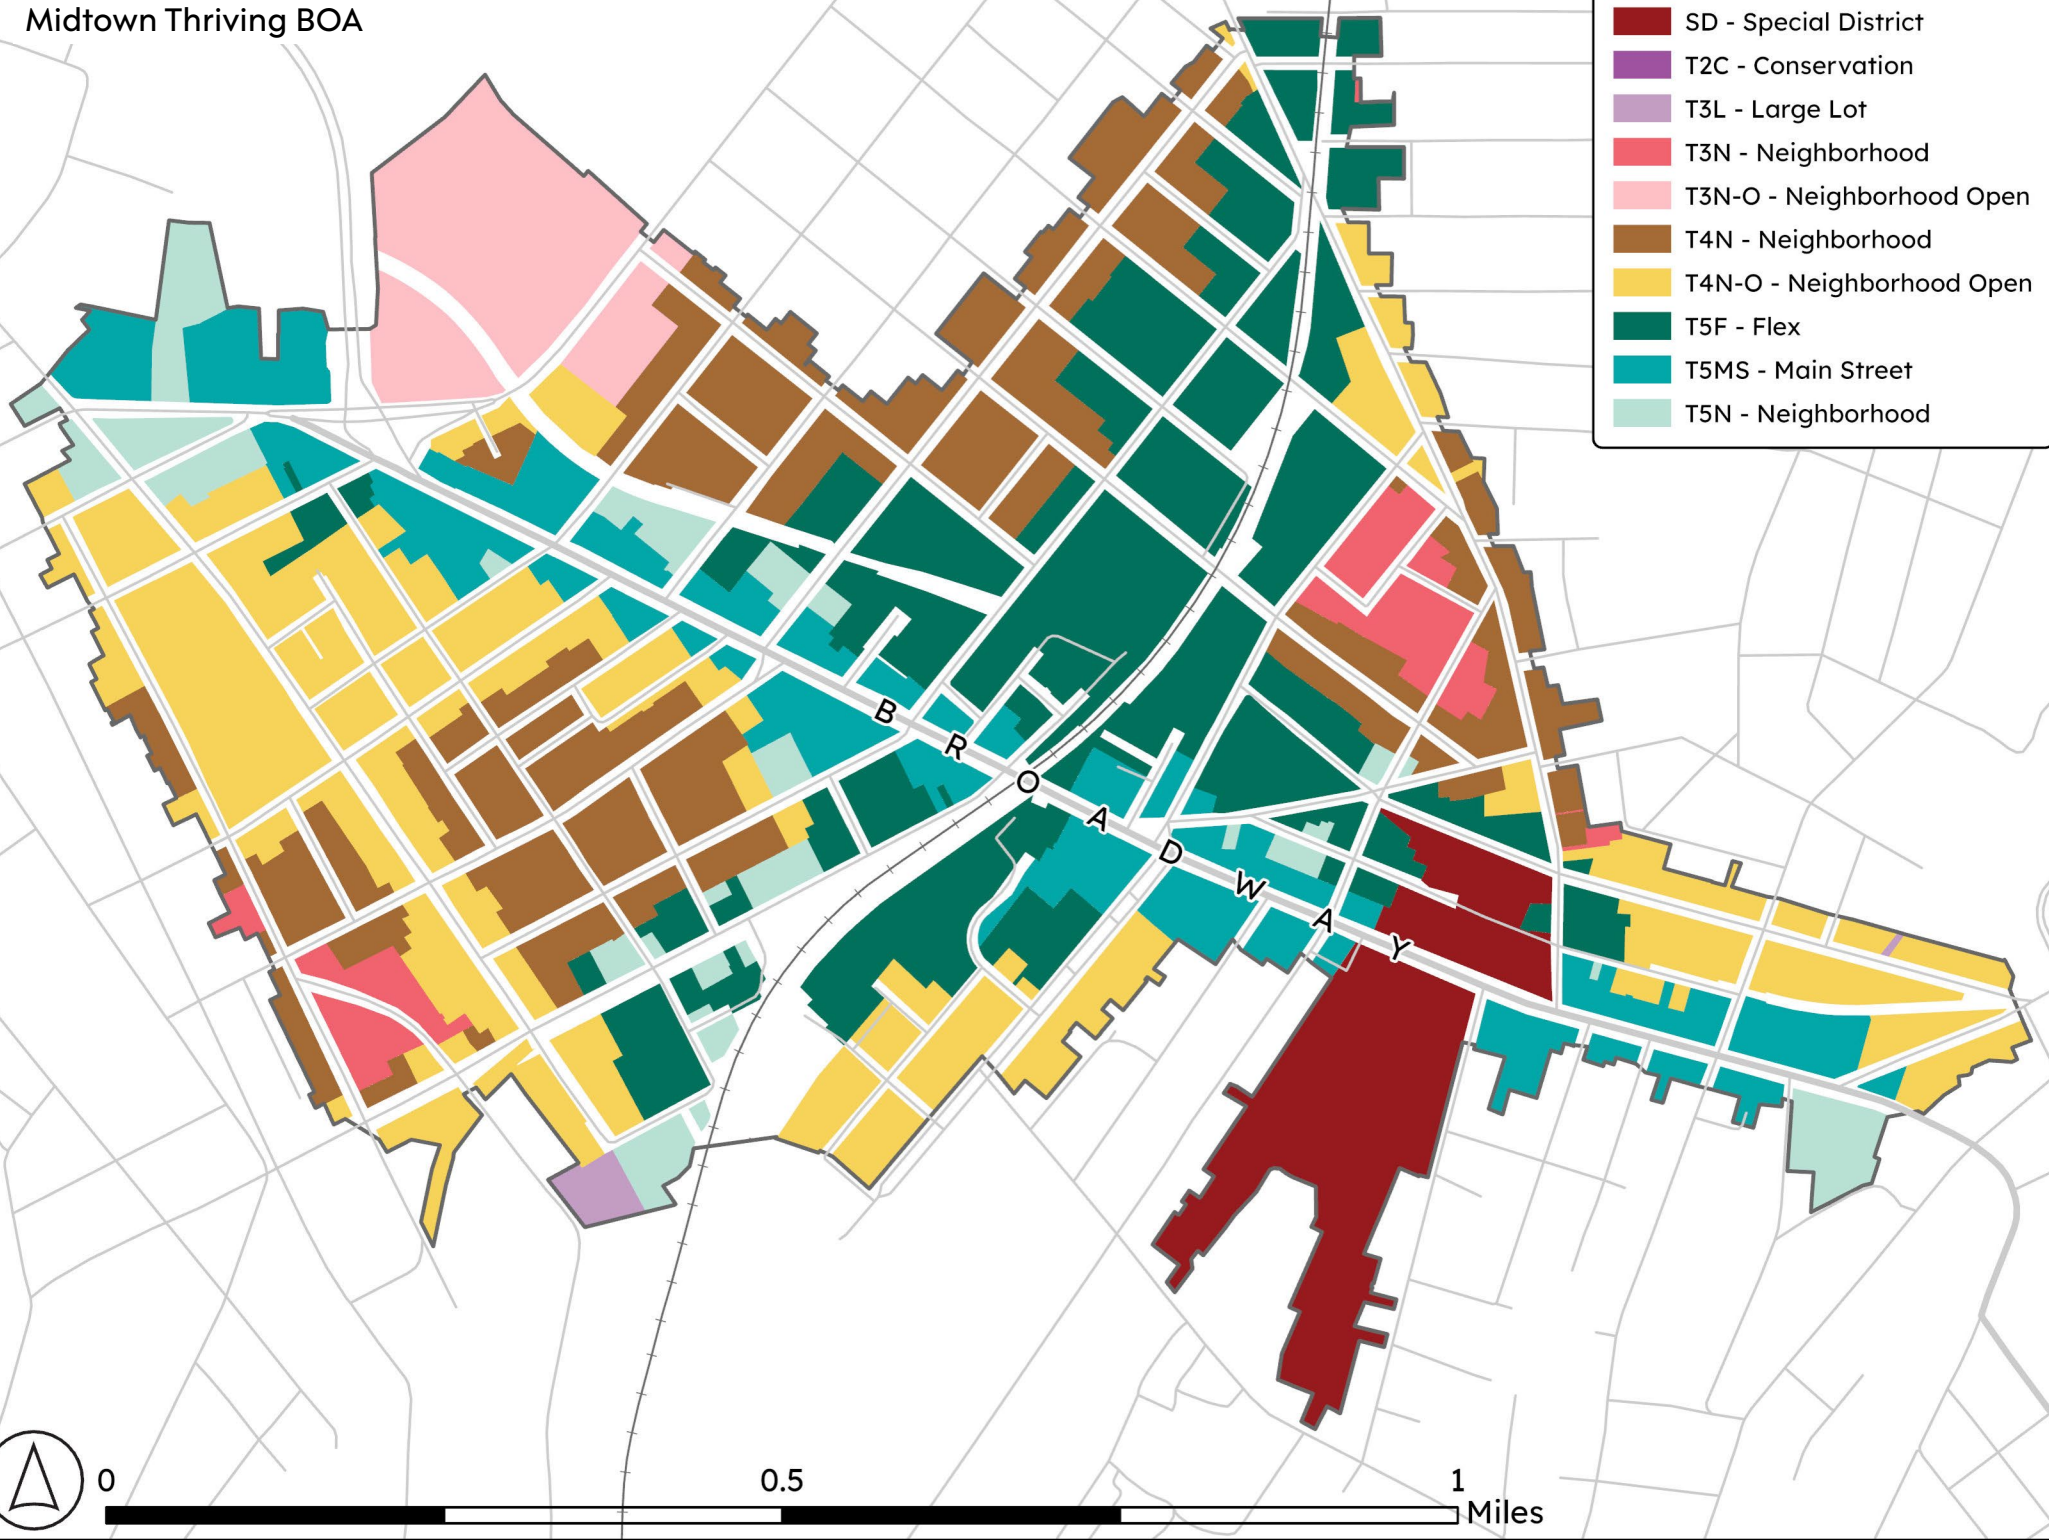 Midtown Thriving BOA
SD - Special District
T2C - Conservation
T3L - Large Lot
T3N - Neighborhood
T3N-O - Neighborhood Open
T4N - Neighborhood
T4N-O - Neighborhood Open
T5F - Flex
T5MS - Main Street
T5N - Neighborhood
BROADWAY
0 0.5 1
Miles